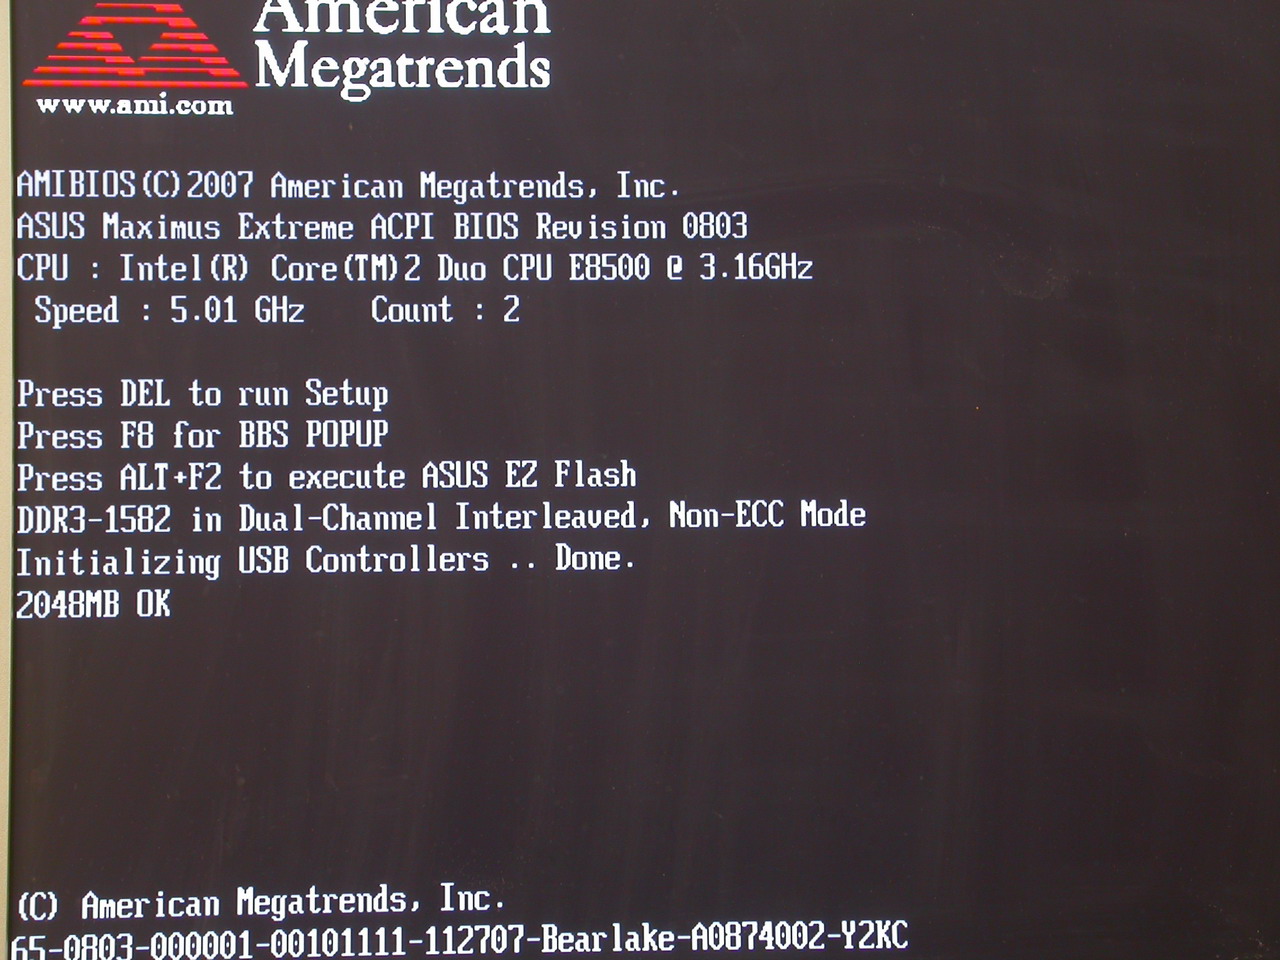 American
Megatrends
www.ami.com
AMIBIOS(C)2007 American Megatrends, Inc.
ASUS Maximus Extreme ACPI BIOS Revision 0803
CPU : Intel(R) Core(TM)2 Duo CPU E8500 @ 3.16GHz
Speed : 5.01 GHz Count : 2
Press DEL to run Setup
Press F8 for BBS POPUP
Press ALT+F2 to execute ASUS EZ Flash
DDR3-1582 in Dual-Channel Interleaved, Non-ECC Mode
Initializing USB Controllers .. Done.
2048MB OK
(C) American Megatrends, Inc.
65-0803-000001-00101111-112707-Bearlake-A0874002-Y2KC